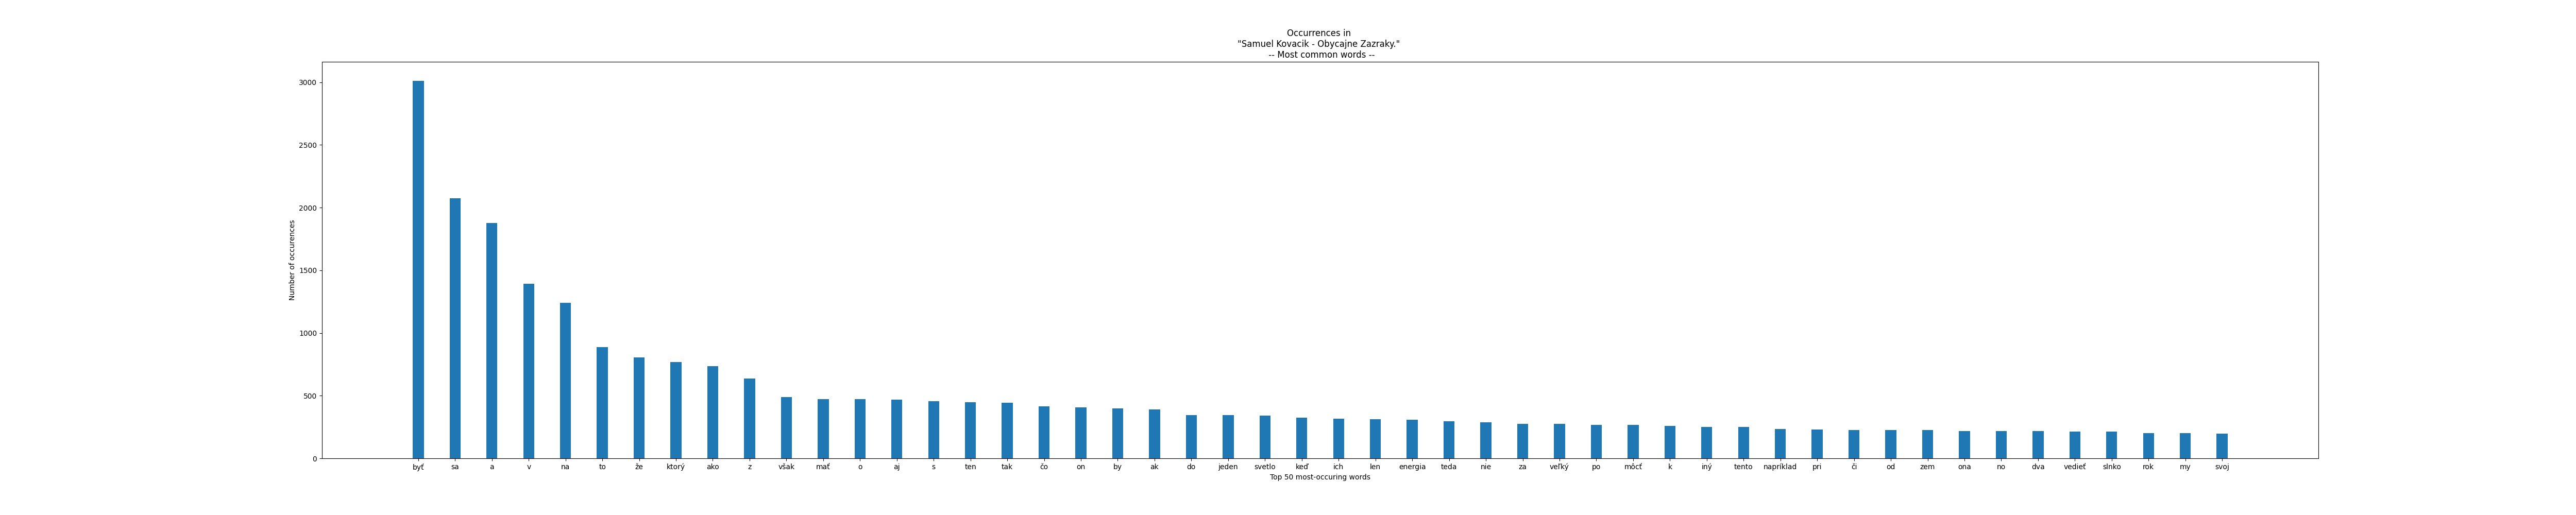 Occurrences in
"Samuel Kovacik - Obycajne Zazraky."
-- Most common words --
3000
2500
2000
1500
1000
500
0
Number of occurences
byť sa a v na to že ktorý ako z však mať o aj s ten tak čo on by ak do jeden svetlo keď ich len energia teda nie za veľký po môcť k iný tento napríklad pri či od zem ona no dva vedieť slnko rok my svoj
Top 50 most-occuring words